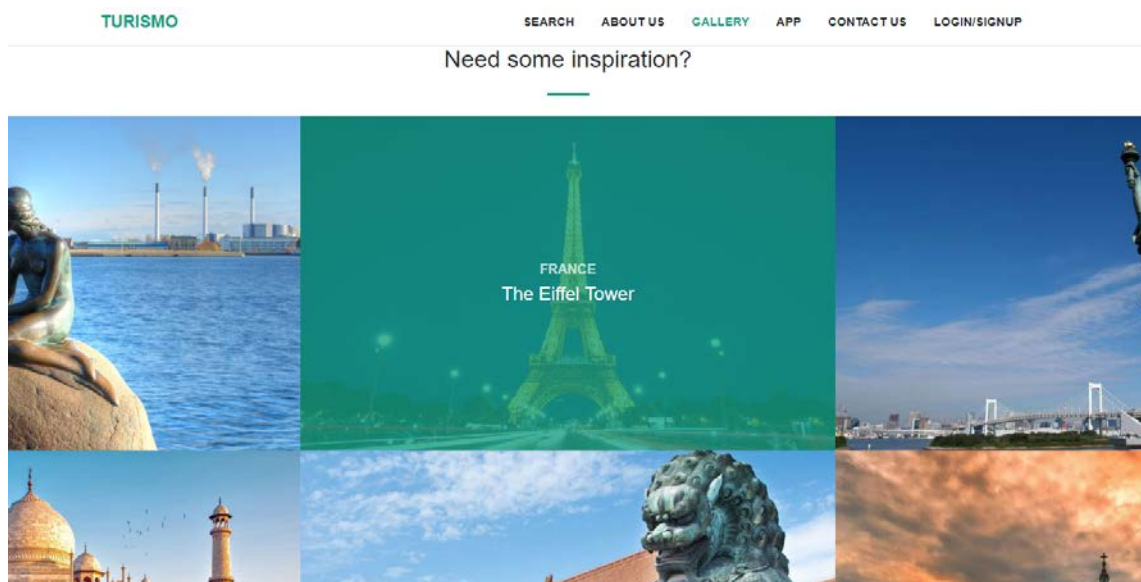 TURISMO
SEARCH ABOUT US GALLERY APP CONTACT US LOGIN/SIGNUP
Need some inspiration?
FRANCE
The Eiffel Tower